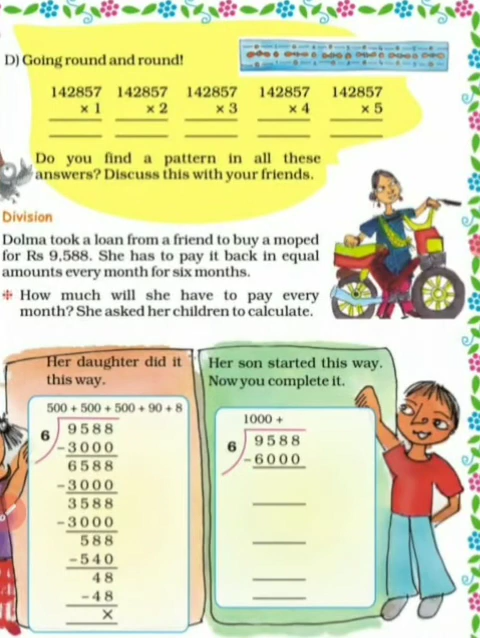 D) Going round and round!
142857 142857 142857 142857 142857
× 1 × 2 × 3 × 4 × 5
Do you find a pattern in all these
answers? Discuss this with your friends.
Division
Dolma took a loan from a friend to buy a moped
for Rs 9,588. She has to pay it back in equal
amounts every month for six months.
How much will she have to pay every
month? She asked her children to calculate.
Her daughter did it
this way.
500 + 500 + 500 + 90 + 8
6 9588
–3000
6588
–3000
3588
–3000
588
–540
48
–48
×
Her son started this way.
Now you complete it.
1000 +
6 9588
–6000